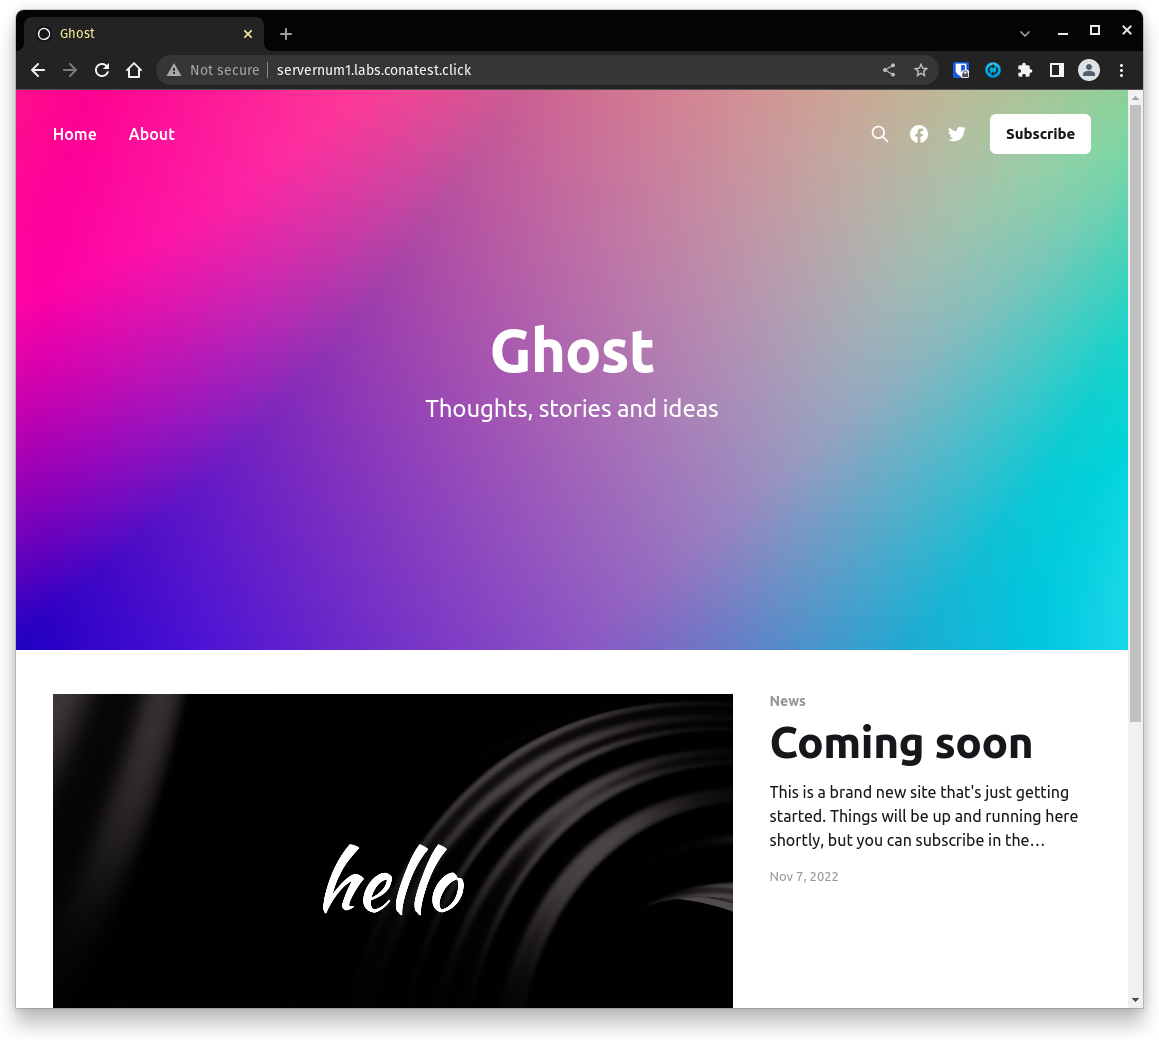 Ghost
Not secure servernum1.labs.conatest.click
Home About Subscribe
Ghost
Thoughts, stories and ideas
hello
News
Coming soon
This is a brand new site that's just getting
started. Things will be up and running here
shortly, but you can subscribe in the…
Nov 7, 2022